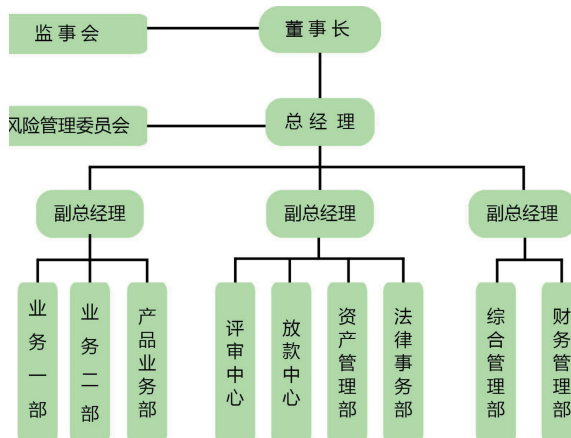 监事会
董事长
风险管理委员会
总经理
副总经理
副总经理
副总经理
业务一部
业务二部
产品业务部
评审中心
放款中心
资产管理部
法律事务部
综合管理部
财务管理部